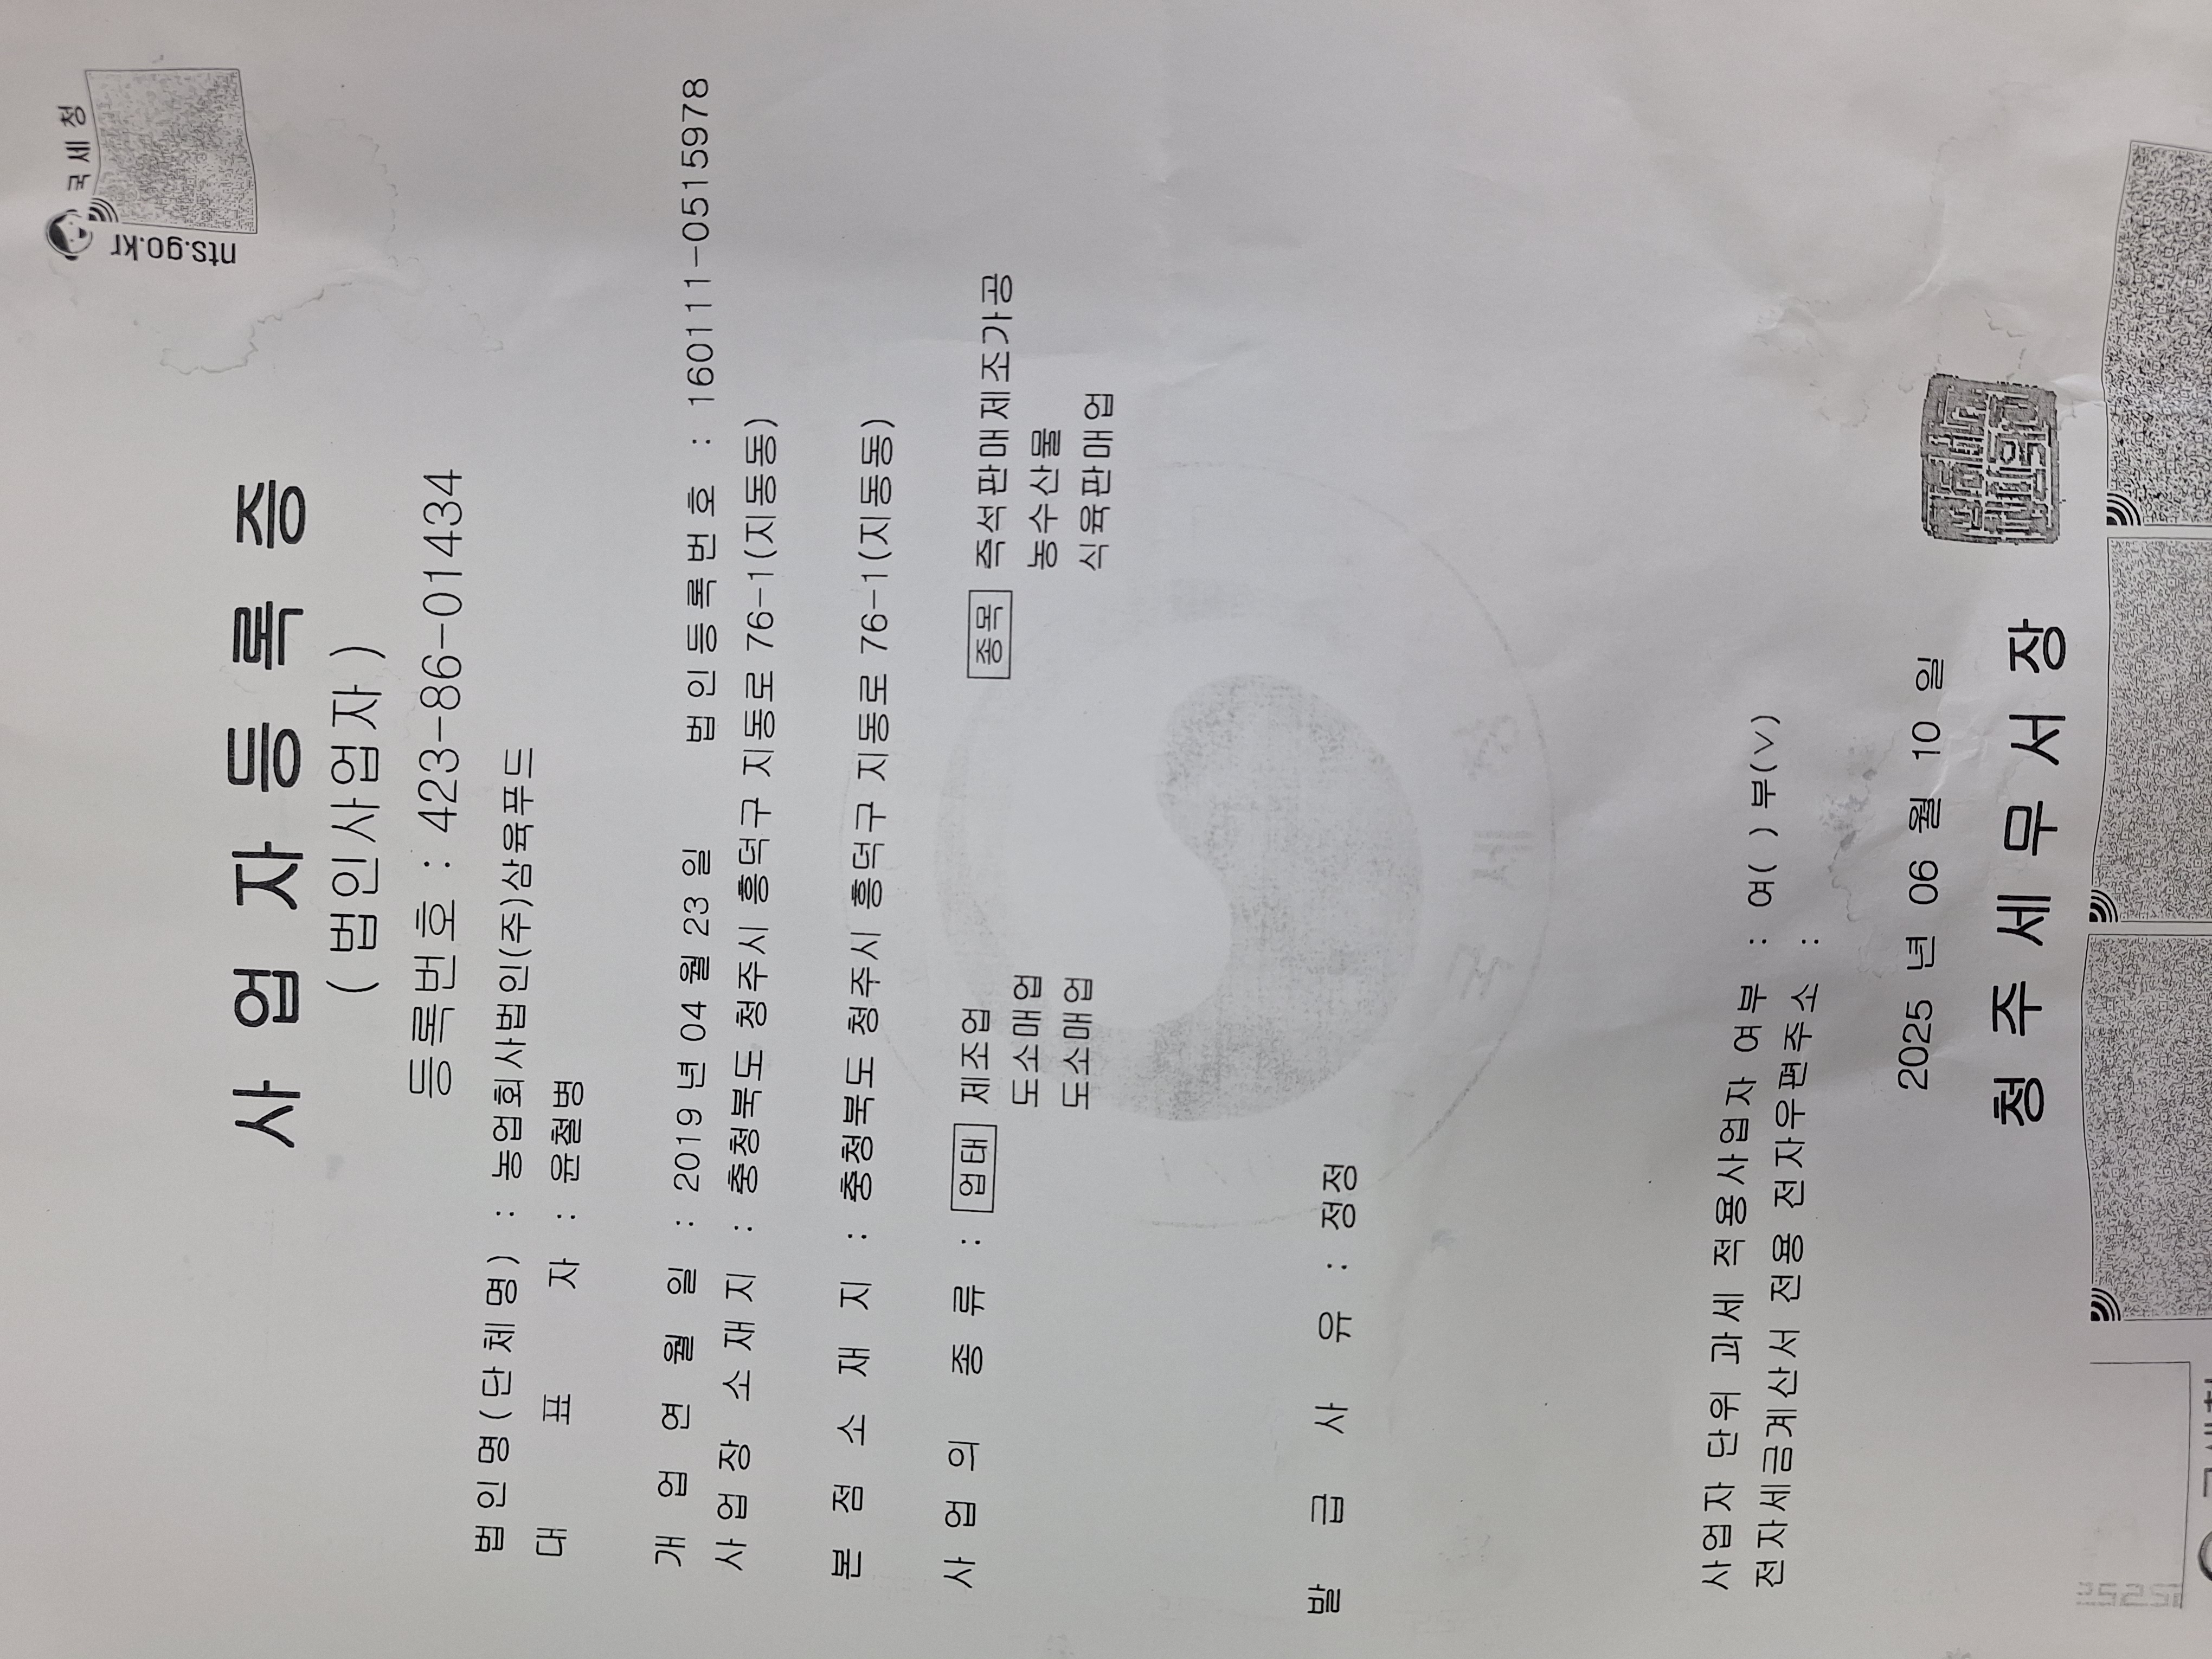 국세청
nts.go.kr
사업자등록증
( 법인사업자 )
등록번호 : 423-86-01434
법인명(단체명) : 농업회사법인(주)삼육푸드
대 표 자 : 윤철병
개 업 연 월 일 : 2019 년 04 월 23 일 법인등록번호 : 160111-0515978
사업장 소재지 : 충청북도 청주시 흥덕구 지동로 76-1(지동동)
본 점 소 재 지 : 충청북도 청주시 흥덕구 지동로 76-1(지동동)
사 업 의 종 류 : 업태 제조업 종목 즉석판매제조가공
도소매업 농수산물
도소매업 식육판매업
발 급 사 유 : 정정
사업자 단위 과세 적용사업자 여부 : 여( ) 부(∨)
전자세금계산서 전용 전자우편주소 :
2025 년 06 월 10 일
청 주 세 무 서 장